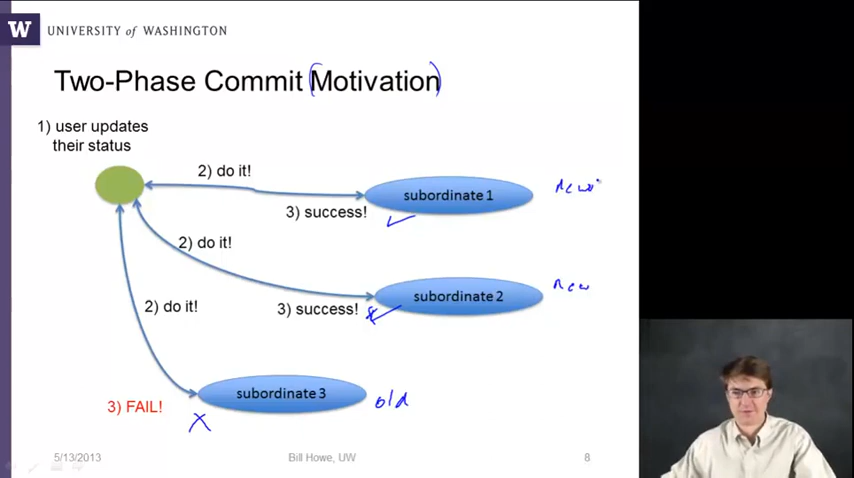 W UNIVERSITY of WASHINGTON
Two-Phase Commit (Motivation)
1) user updates
their status
2) do it!
subordinate 1
new
3) success!
2) do it!
subordinate 2
new
3) success!
2) do it!
subordinate 3
old
3) FAIL!
5/13/2013
Bill Howe, UW
8